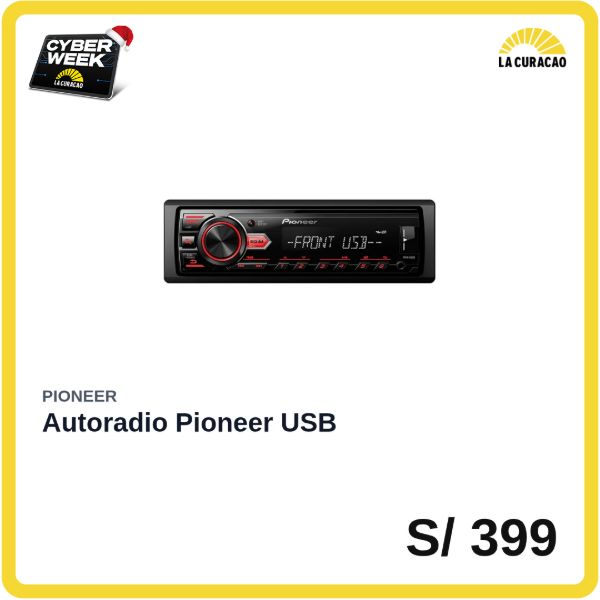 CYBER
WEEK
LA CURACAO
LA CURACAO
Pioneer
FRONT USB
PIONEER
Autoradio Pioneer USB
S/ 399